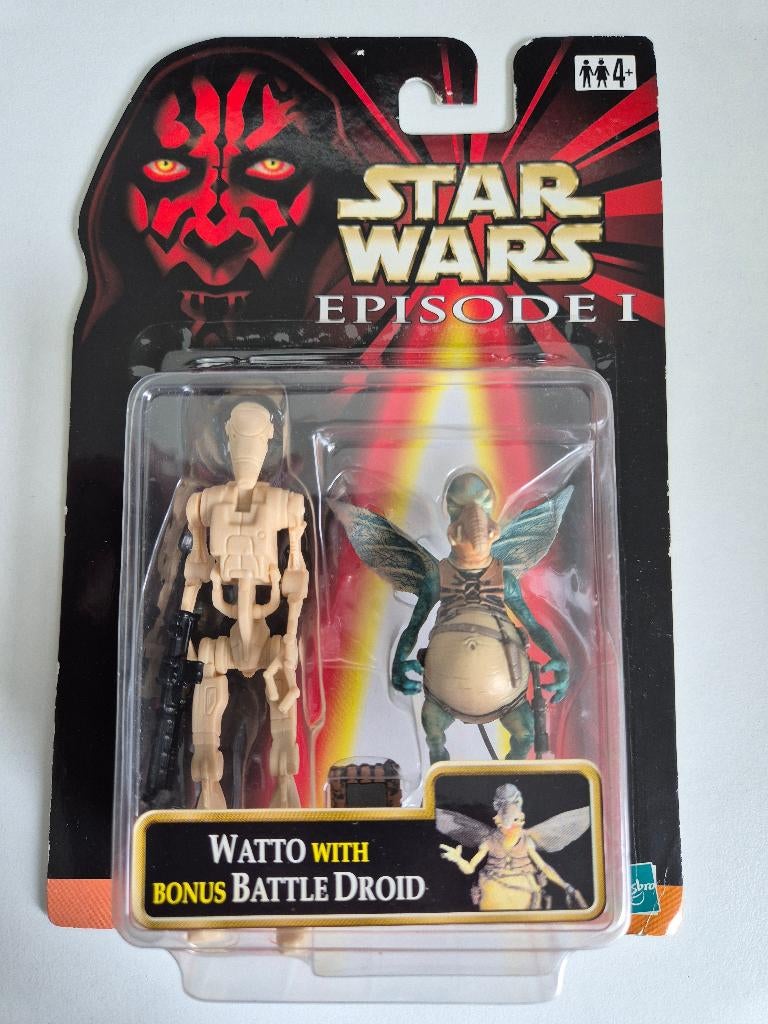 4+
STAR
WARS
EPISODE I
WATTO WITH
BONUS BATTLE DROID